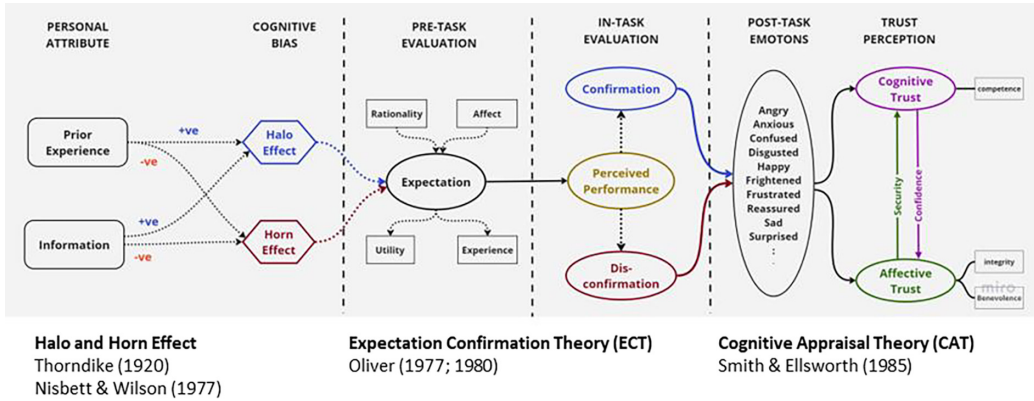 PERSONAL
ATTRIBUTE
COGNITIVE
BIAS
PRE-TASK
EVALUATION
IN-TASK
EVALUATION
POST-TASK
EMOTONS
TRUST
PERCEPTION
Prior
Experience
+ve
-ve
Halo
Effect
Information
+ve
-ve
Horn
Effect
Rationality
Affect
Expectation
Utility
Experience
Confirmation
Perceived
Performance
Dis-
confirmation
Angry
Anxious
Confused
Disgusted
Happy
Frightened
Frustrated
Reassured
Sad
Surprised
.
.
.
Cognitive
Trust
competence
Security
Confidence
Affective
Trust
integrity
Benevolence
miro
Halo and Horn Effect
Thorndike (1920)
Nisbett & Wilson (1977)
Expectation Confirmation Theory (ECT)
Oliver (1977; 1980)
Cognitive Appraisal Theory (CAT)
Smith & Ellsworth (1985)